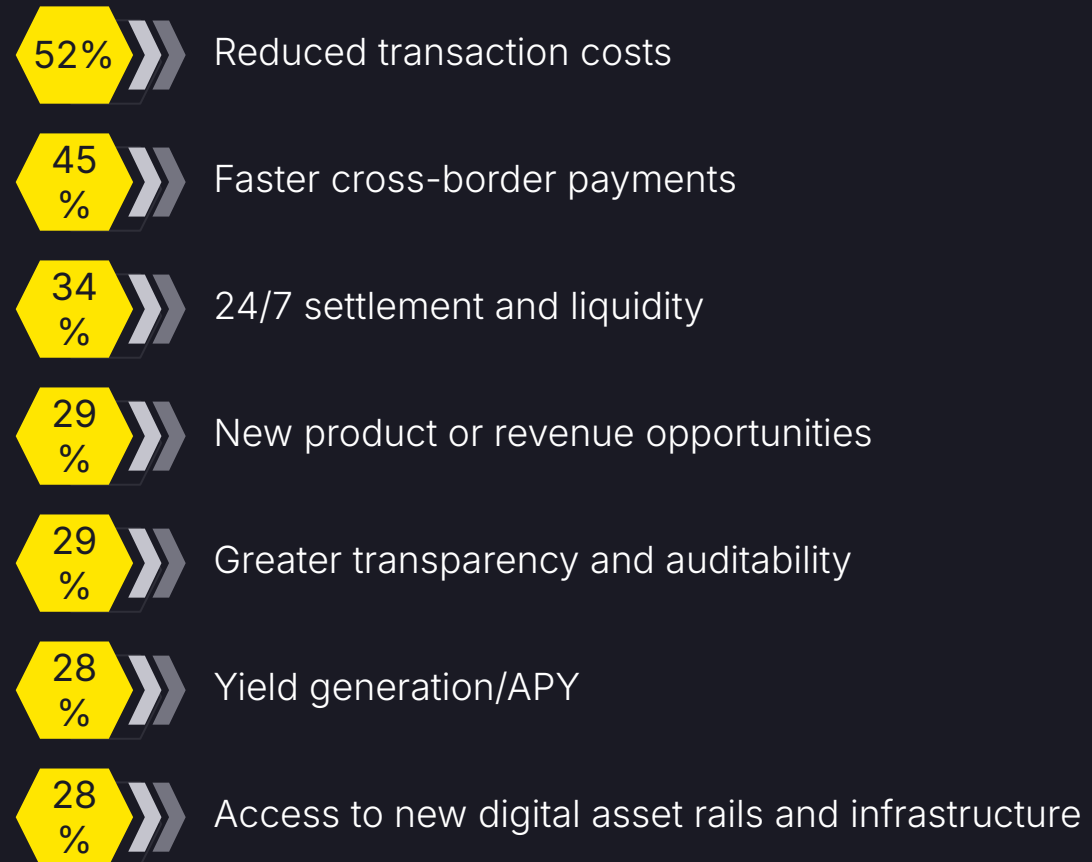 52%
Reduced transaction costs
45
%
Faster cross-border payments
34
%
24/7 settlement and liquidity
29
%
New product or revenue opportunities
29
%
Greater transparency and auditability
28
%
Yield generation/APY
28
%
Access to new digital asset rails and infrastructure